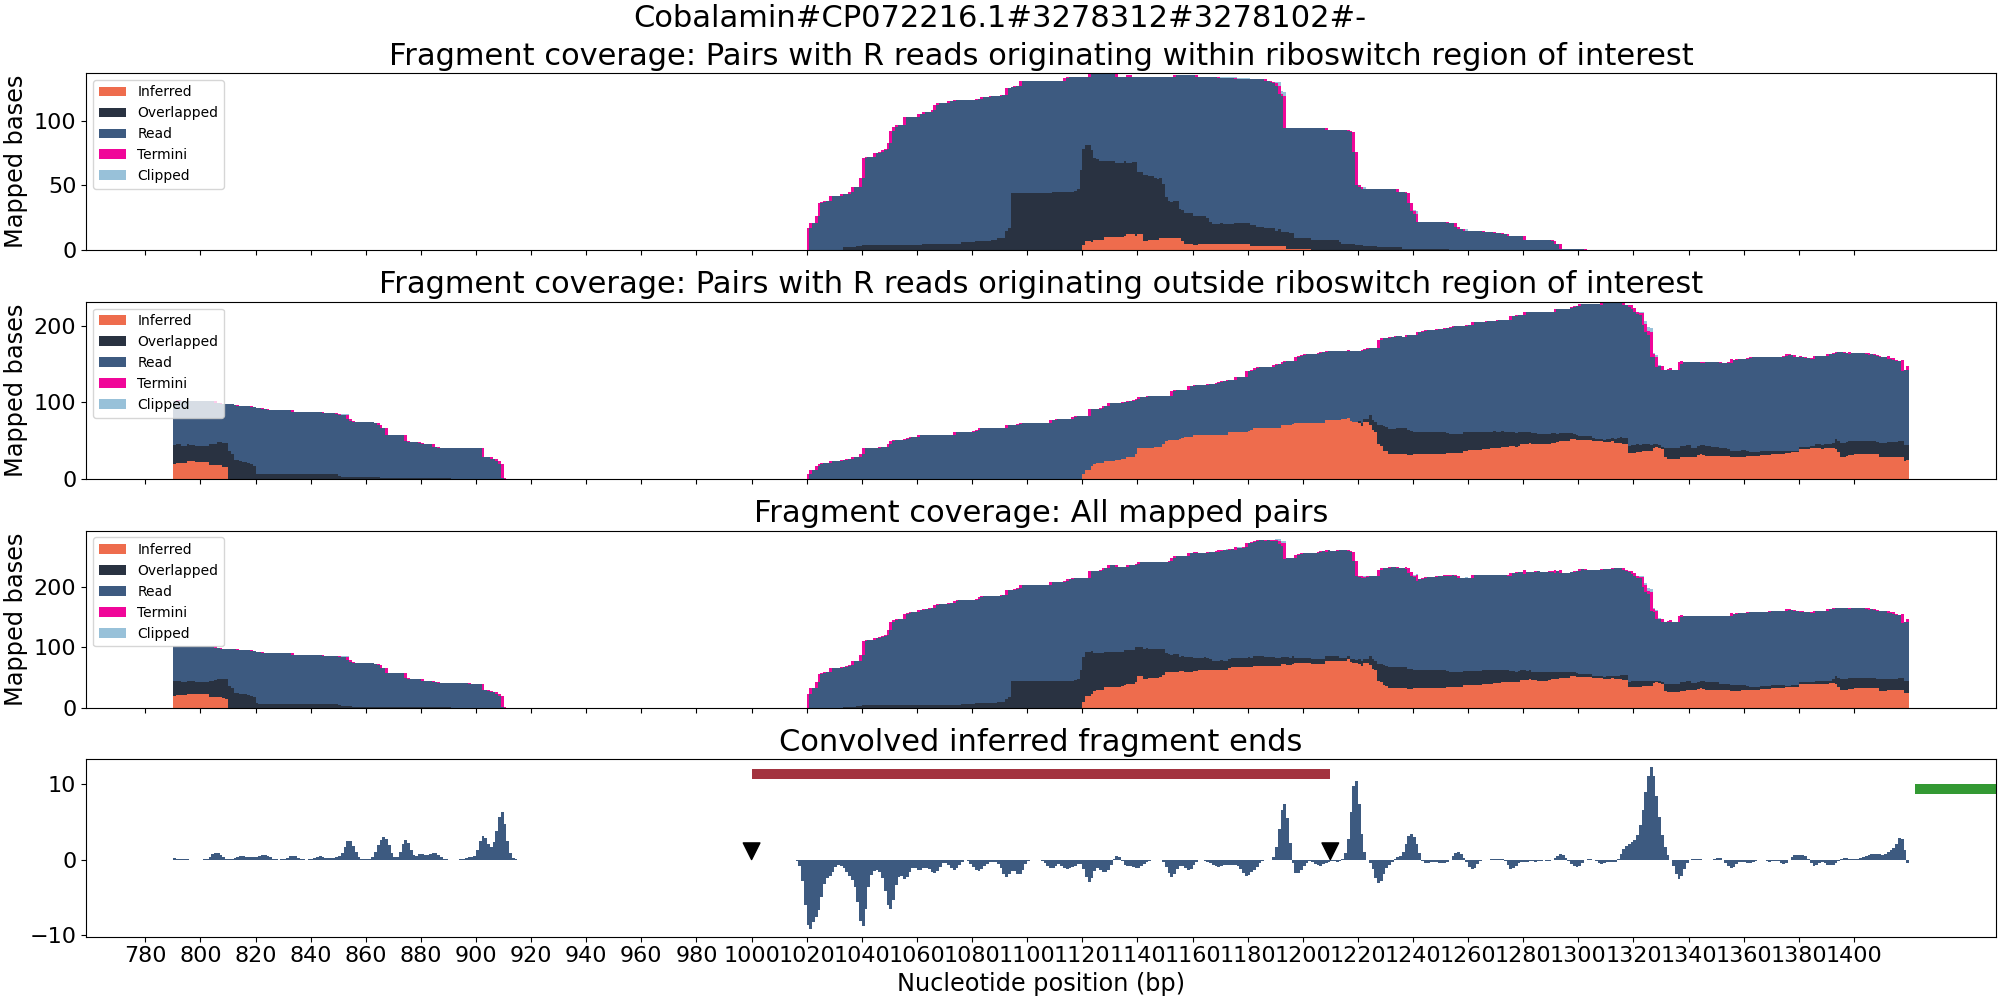 Cobalamin#CP072216.1#3278312#3278102#-
Fragment coverage: Pairs with R reads originating within riboswitch region of interest
Mapped bases
100
50
0
Inferred
Overlapped
Read
Termini
Clipped
Fragment coverage: Pairs with R reads originating outside riboswitch region of interest
Mapped bases
200
100
0
Inferred
Overlapped
Read
Termini
Clipped
Fragment coverage: All mapped pairs
Mapped bases
200
100
0
Inferred
Overlapped
Read
Termini
Clipped
Convolved inferred fragment ends
10
0
−10
780 800 820 840 860 880 900 920 940 960 980 1000 1020 1040 1060 1080 1100 1120 1140 1160 1180 1200 1220 1240 1260 1280 1300 1320 1340 1360 1380 1400
Nucleotide position (bp)